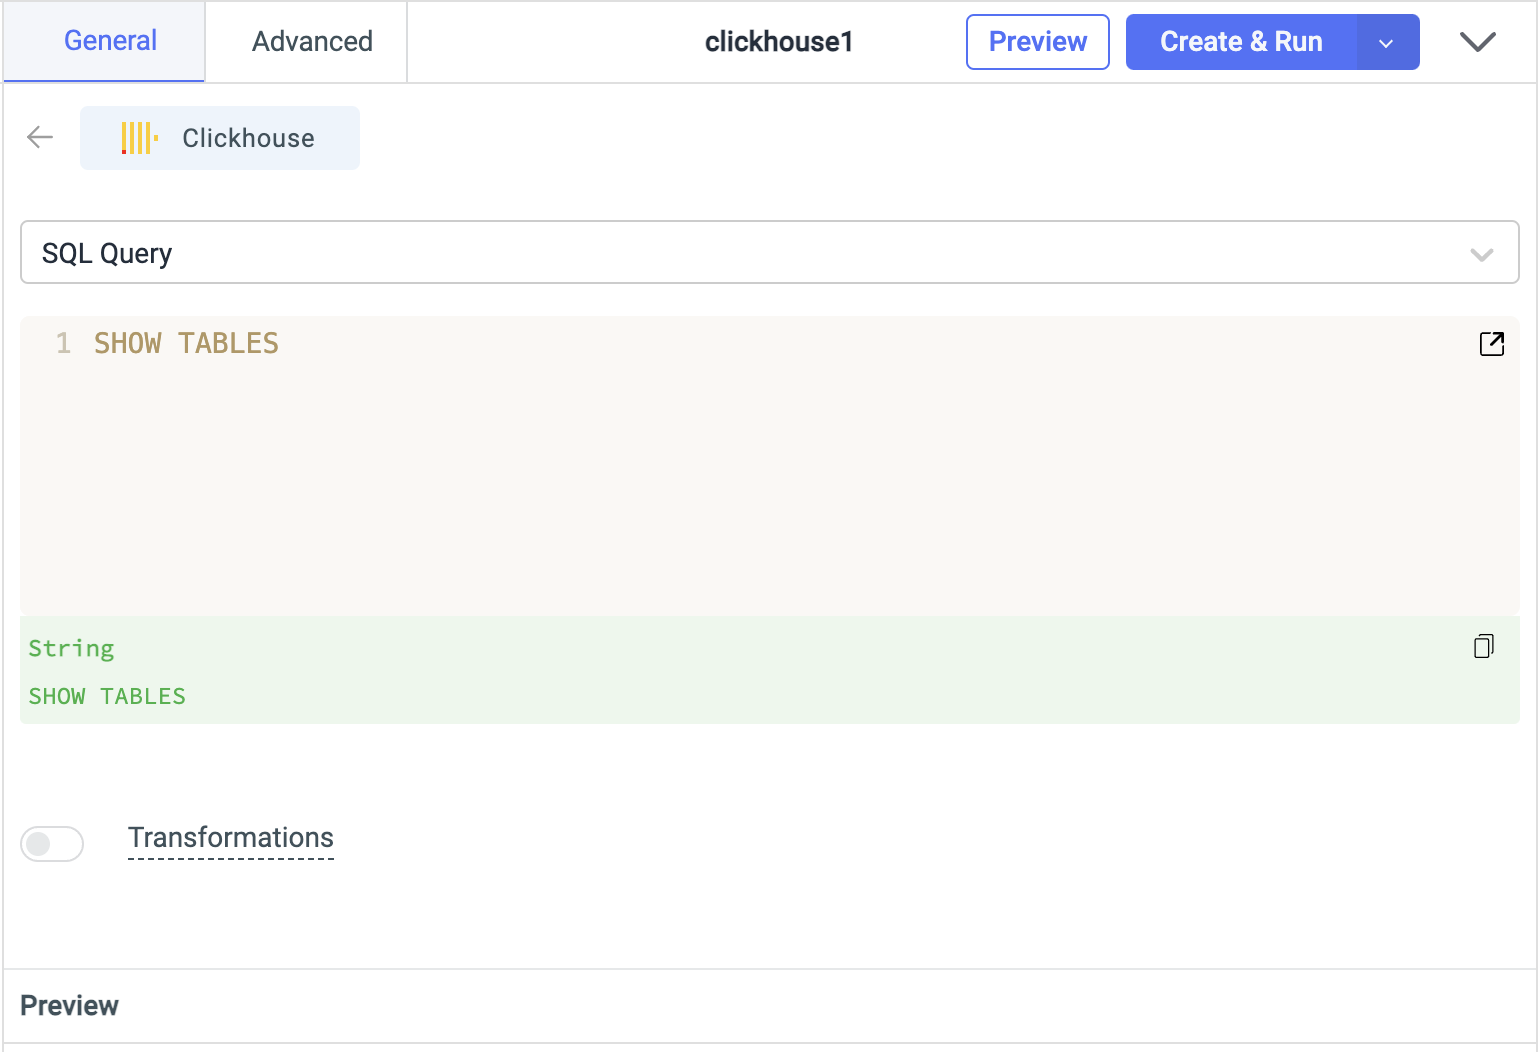 General Advanced clickhouse1 Preview Create & Run
Clickhouse
SQL Query
1 SHOW TABLES
String
SHOW TABLES
Transformations
Preview